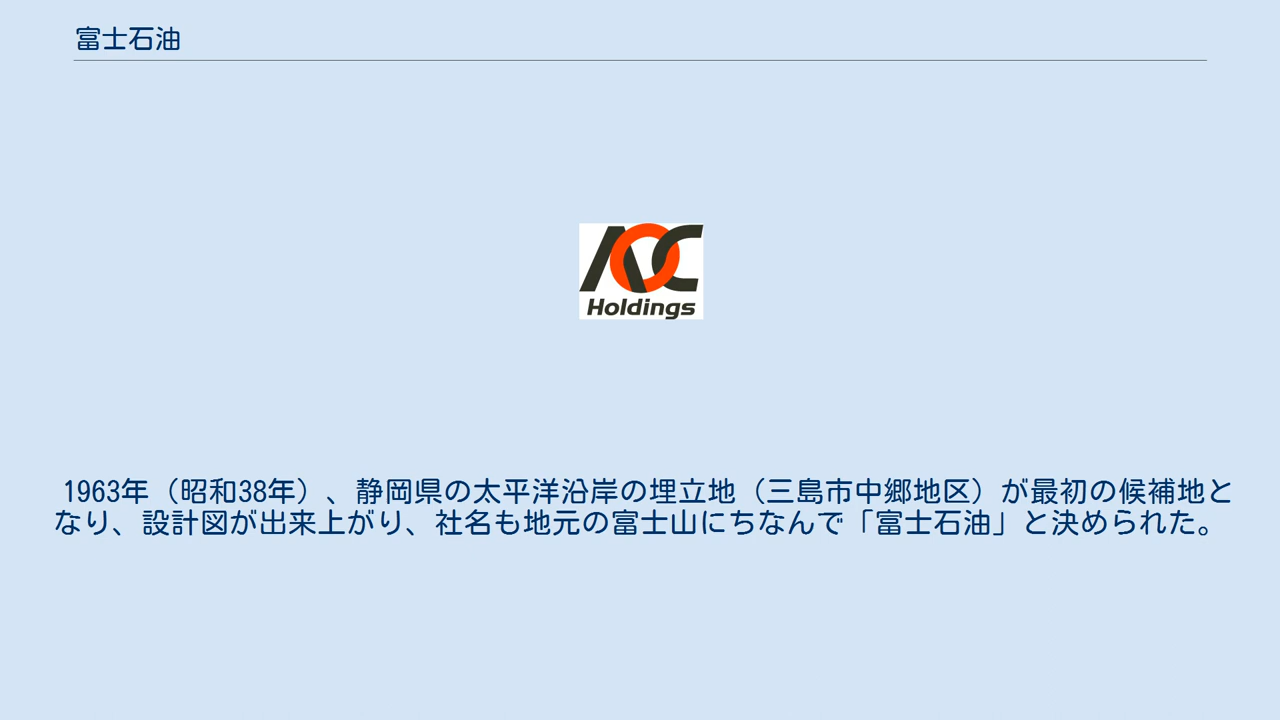 富士石油
AOC
Holdings
1963年（昭和38年）、静岡県の太平洋沿岸の埋立地（三島市中郷地区）が最初の候補地と
なり、設計図が出来上がり、社名も地元の富士山にちなんで「富士石油」と決められた。